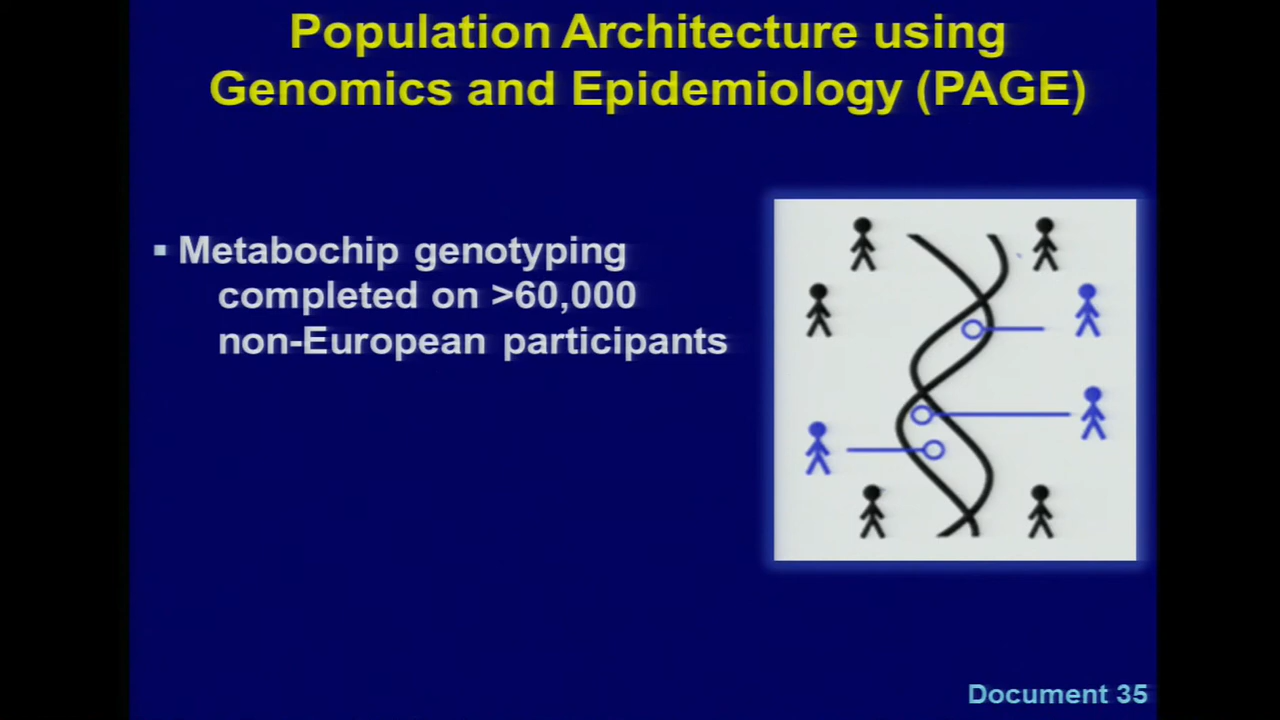 Population Architecture using
Genomics and Epidemiology (PAGE)
▪ Metabochip genotyping
completed on >60,000
non-European participants
Document 35